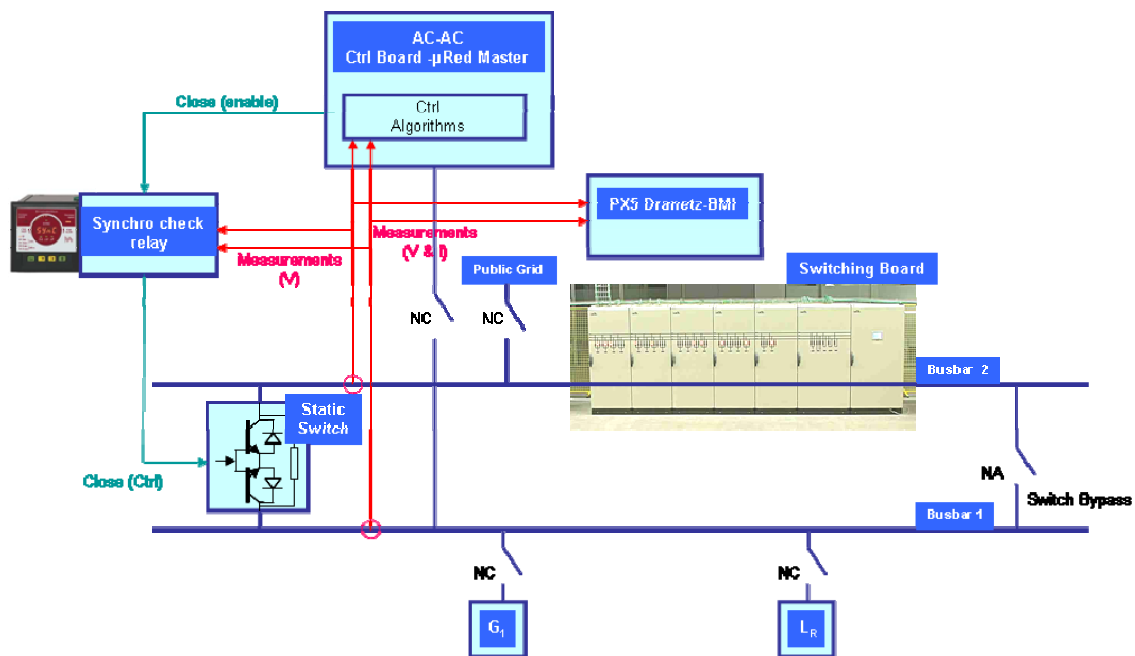 AC-AC
Ctrl Board -µRed Master
Ctrl
Algorithms
Close (enable)
Synchro check
relay
Measurements
(V)
Measurements
(V & I)
PX5 Dranetz-BMI
Public Grid
Switching Board
NC
NC
Busbar 2
Static
Switch
Close (Ctrl)
NA
Switch Bypass
Busbar 1
NC
NC
G1
LR